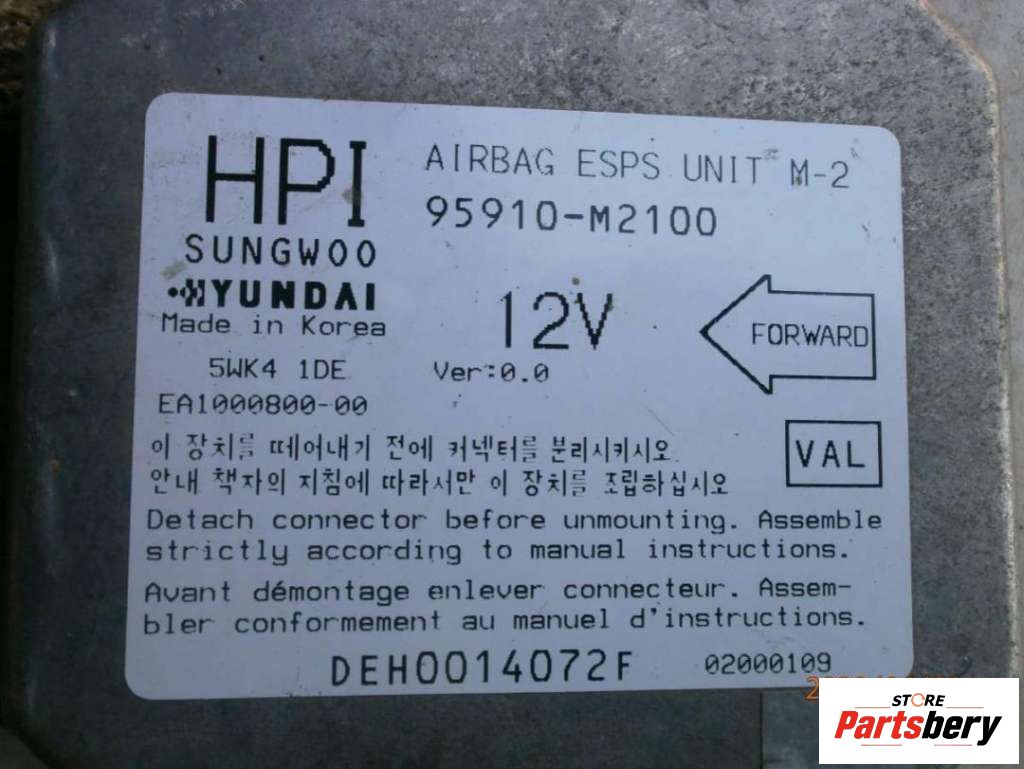 HPI
SUNGWOO
HYUNDAI
Made in Korea
5WK4 1DE
EA1000800-00
AIRBAG ESPS UNIT M-2
95910-M2100
12V
Ver:0.0
FORWARD
VAL
이 장치를 떼어내기 전에 커넥터를 분리시키시오
안내 책자의 지침에 따라서만 이 장치를 조립하십시오
Detach connector before unmounting. Assemble
strictly according to manual instructions.
Avant démontage enlever connecteur. Assem-
bler conformement au manuel d'instructions.
DEH0014072F
02000109
STORE
Partsbery